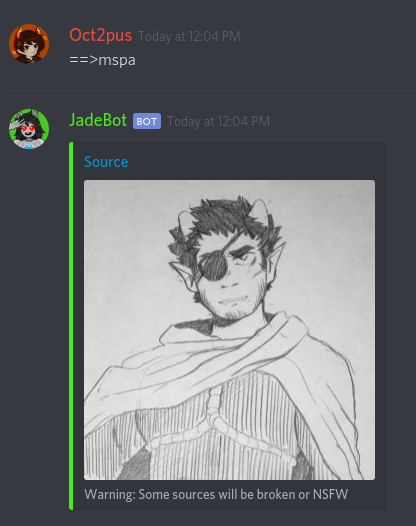 Oct2pus Today at 12:04 PM
==>mspa
JadeBot BOT Today at 12:04 PM
Source
Warning: Some sources will be broken or NSFW